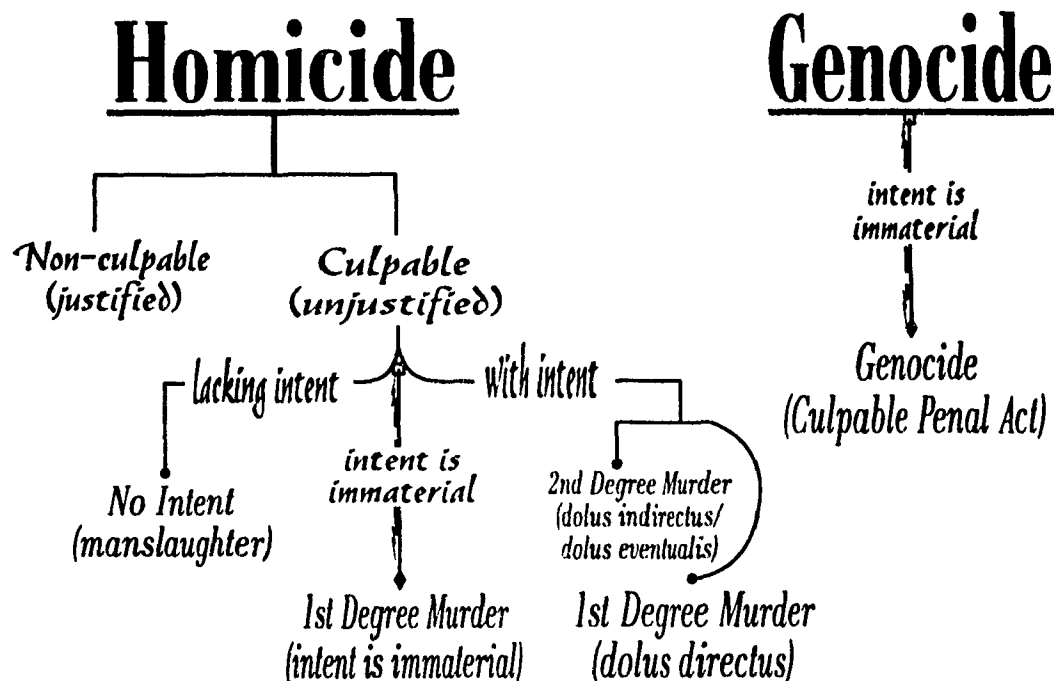 Homicide
Genocide
Non-culpable
(justified)
Culpable
(unjustified)
intent is
immaterial
Genocide
(Culpable Penal Act)
lacking intent
with intent
No Intent
(manslaughter)
intent is
immaterial
2nd Degree Murder
(dolus indirectus/
dolus eventualis)
1st Degree Murder
(intent is immaterial)
1st Degree Murder
(dolus directus)